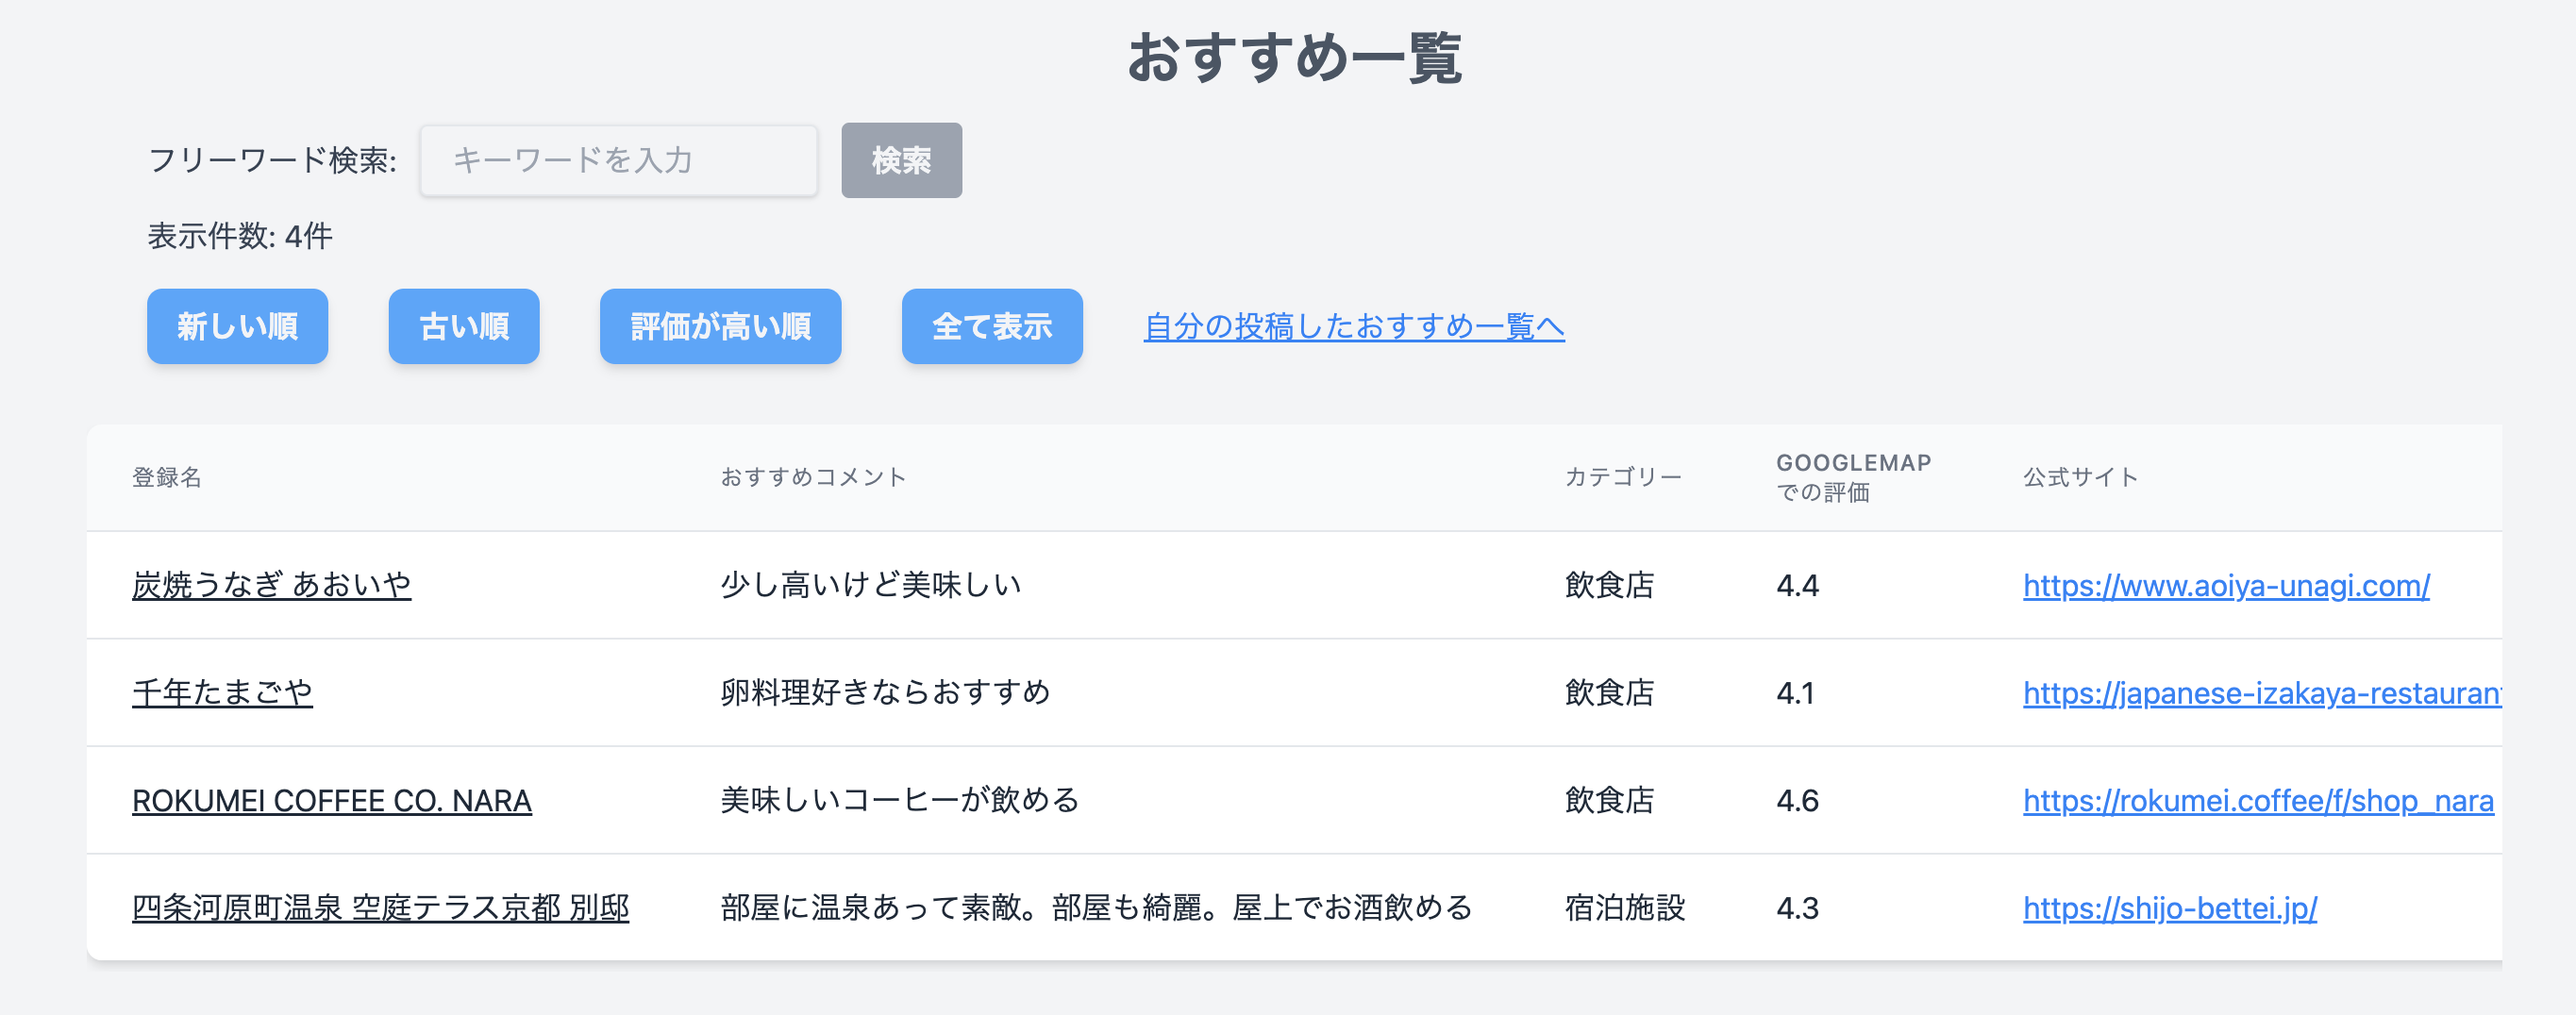 おすすめ一覧
フリーワード検索: キーワードを入力 検索
表示件数: 4件
新しい順 古い順 評価が高い順 全て表示 自分の投稿したおすすめ一覧へ
登録名 おすすめコメント カテゴリー GOOGLEMAP での評価 公式サイト
炭焼うなぎ あおいや 少し高いけど美味しい 飲食店 4.4 https://www.aoiya-unagi.com/
千年たまごや 卵料理好きならおすすめ 飲食店 4.1 https://japanese-izakaya-restaurant
ROKUMEI COFFEE CO. NARA 美味しいコーヒーが飲める 飲食店 4.6 https://rokumei.coffee/f/shop_nara
四条河原町温泉 空庭テラス京都 別邸 部屋に温泉あって素敵。部屋も綺麗。屋上でお酒飲める 宿泊施設 4.3 https://shijo-bettei.jp/